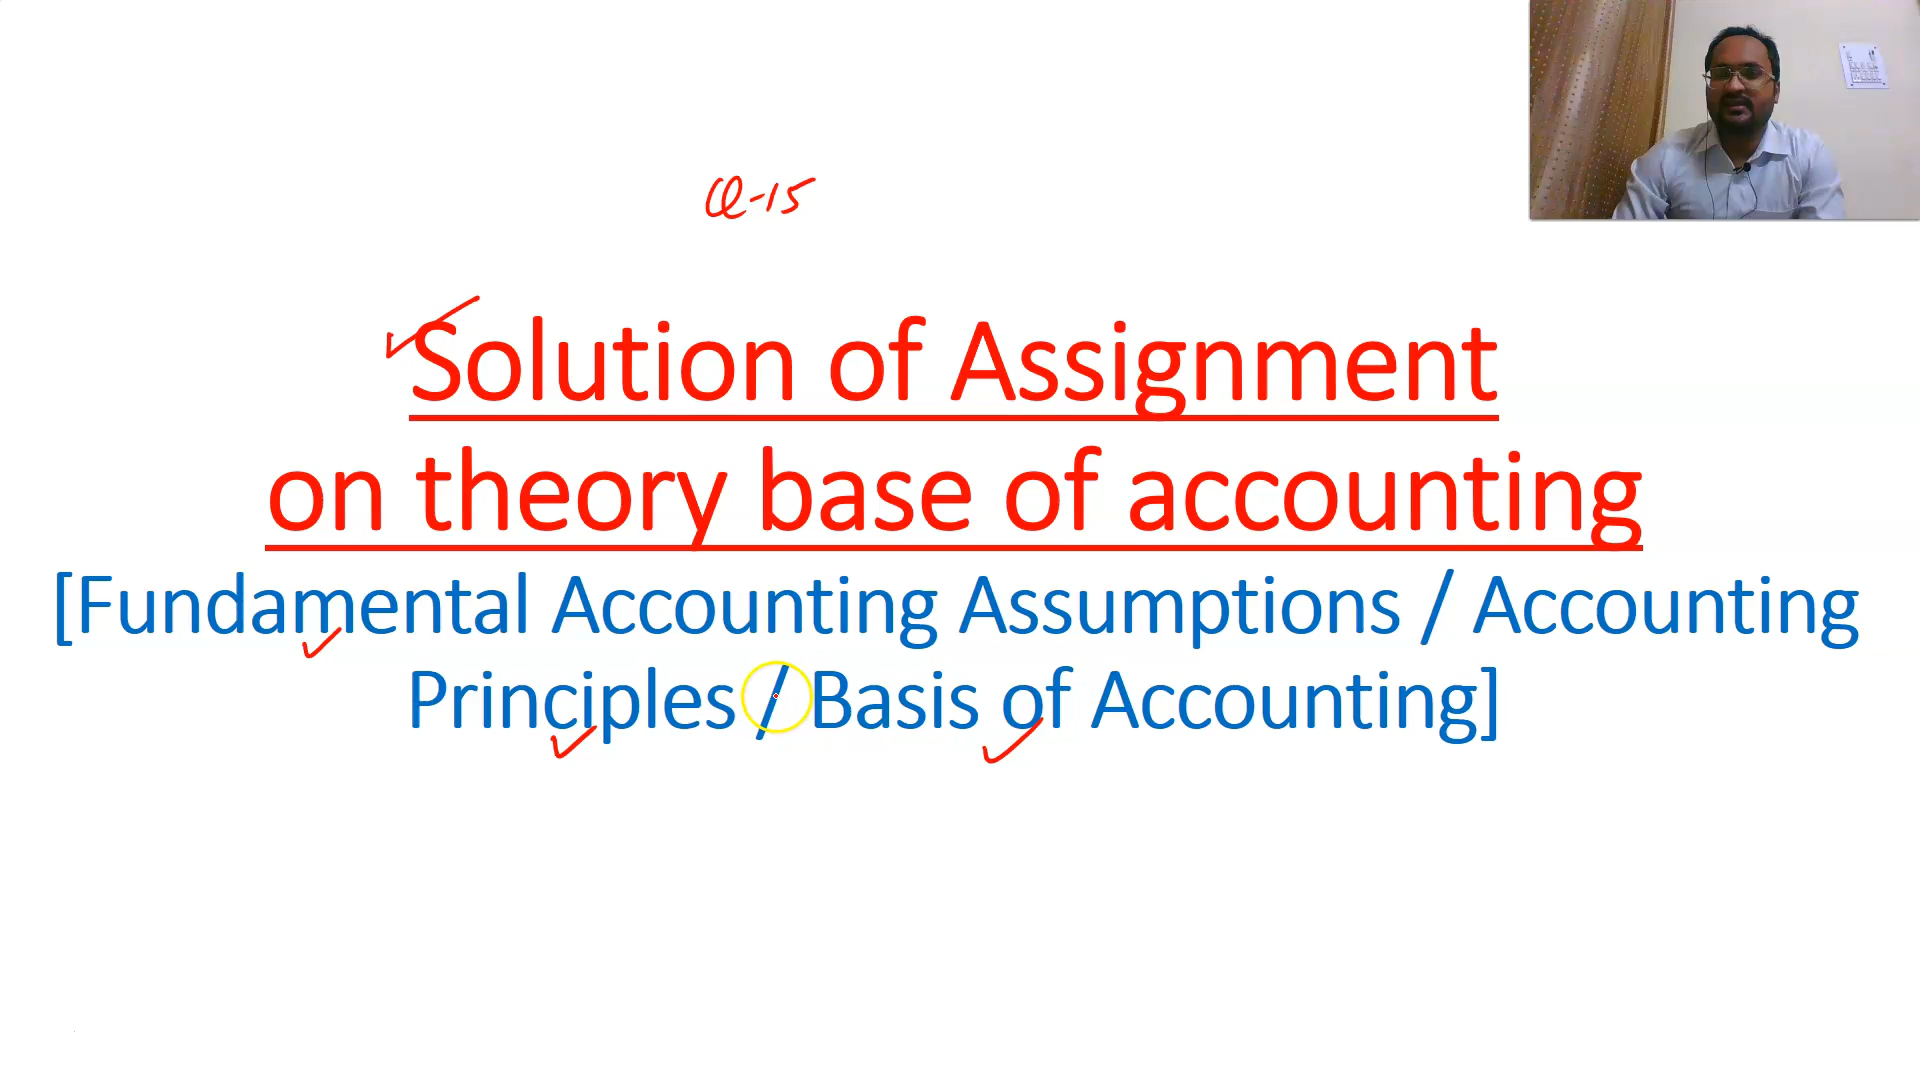 Q-15
Solution of Assignment
on theory base of accounting
[Fundamental Accounting Assumptions / Accounting
Principles / Basis of Accounting]